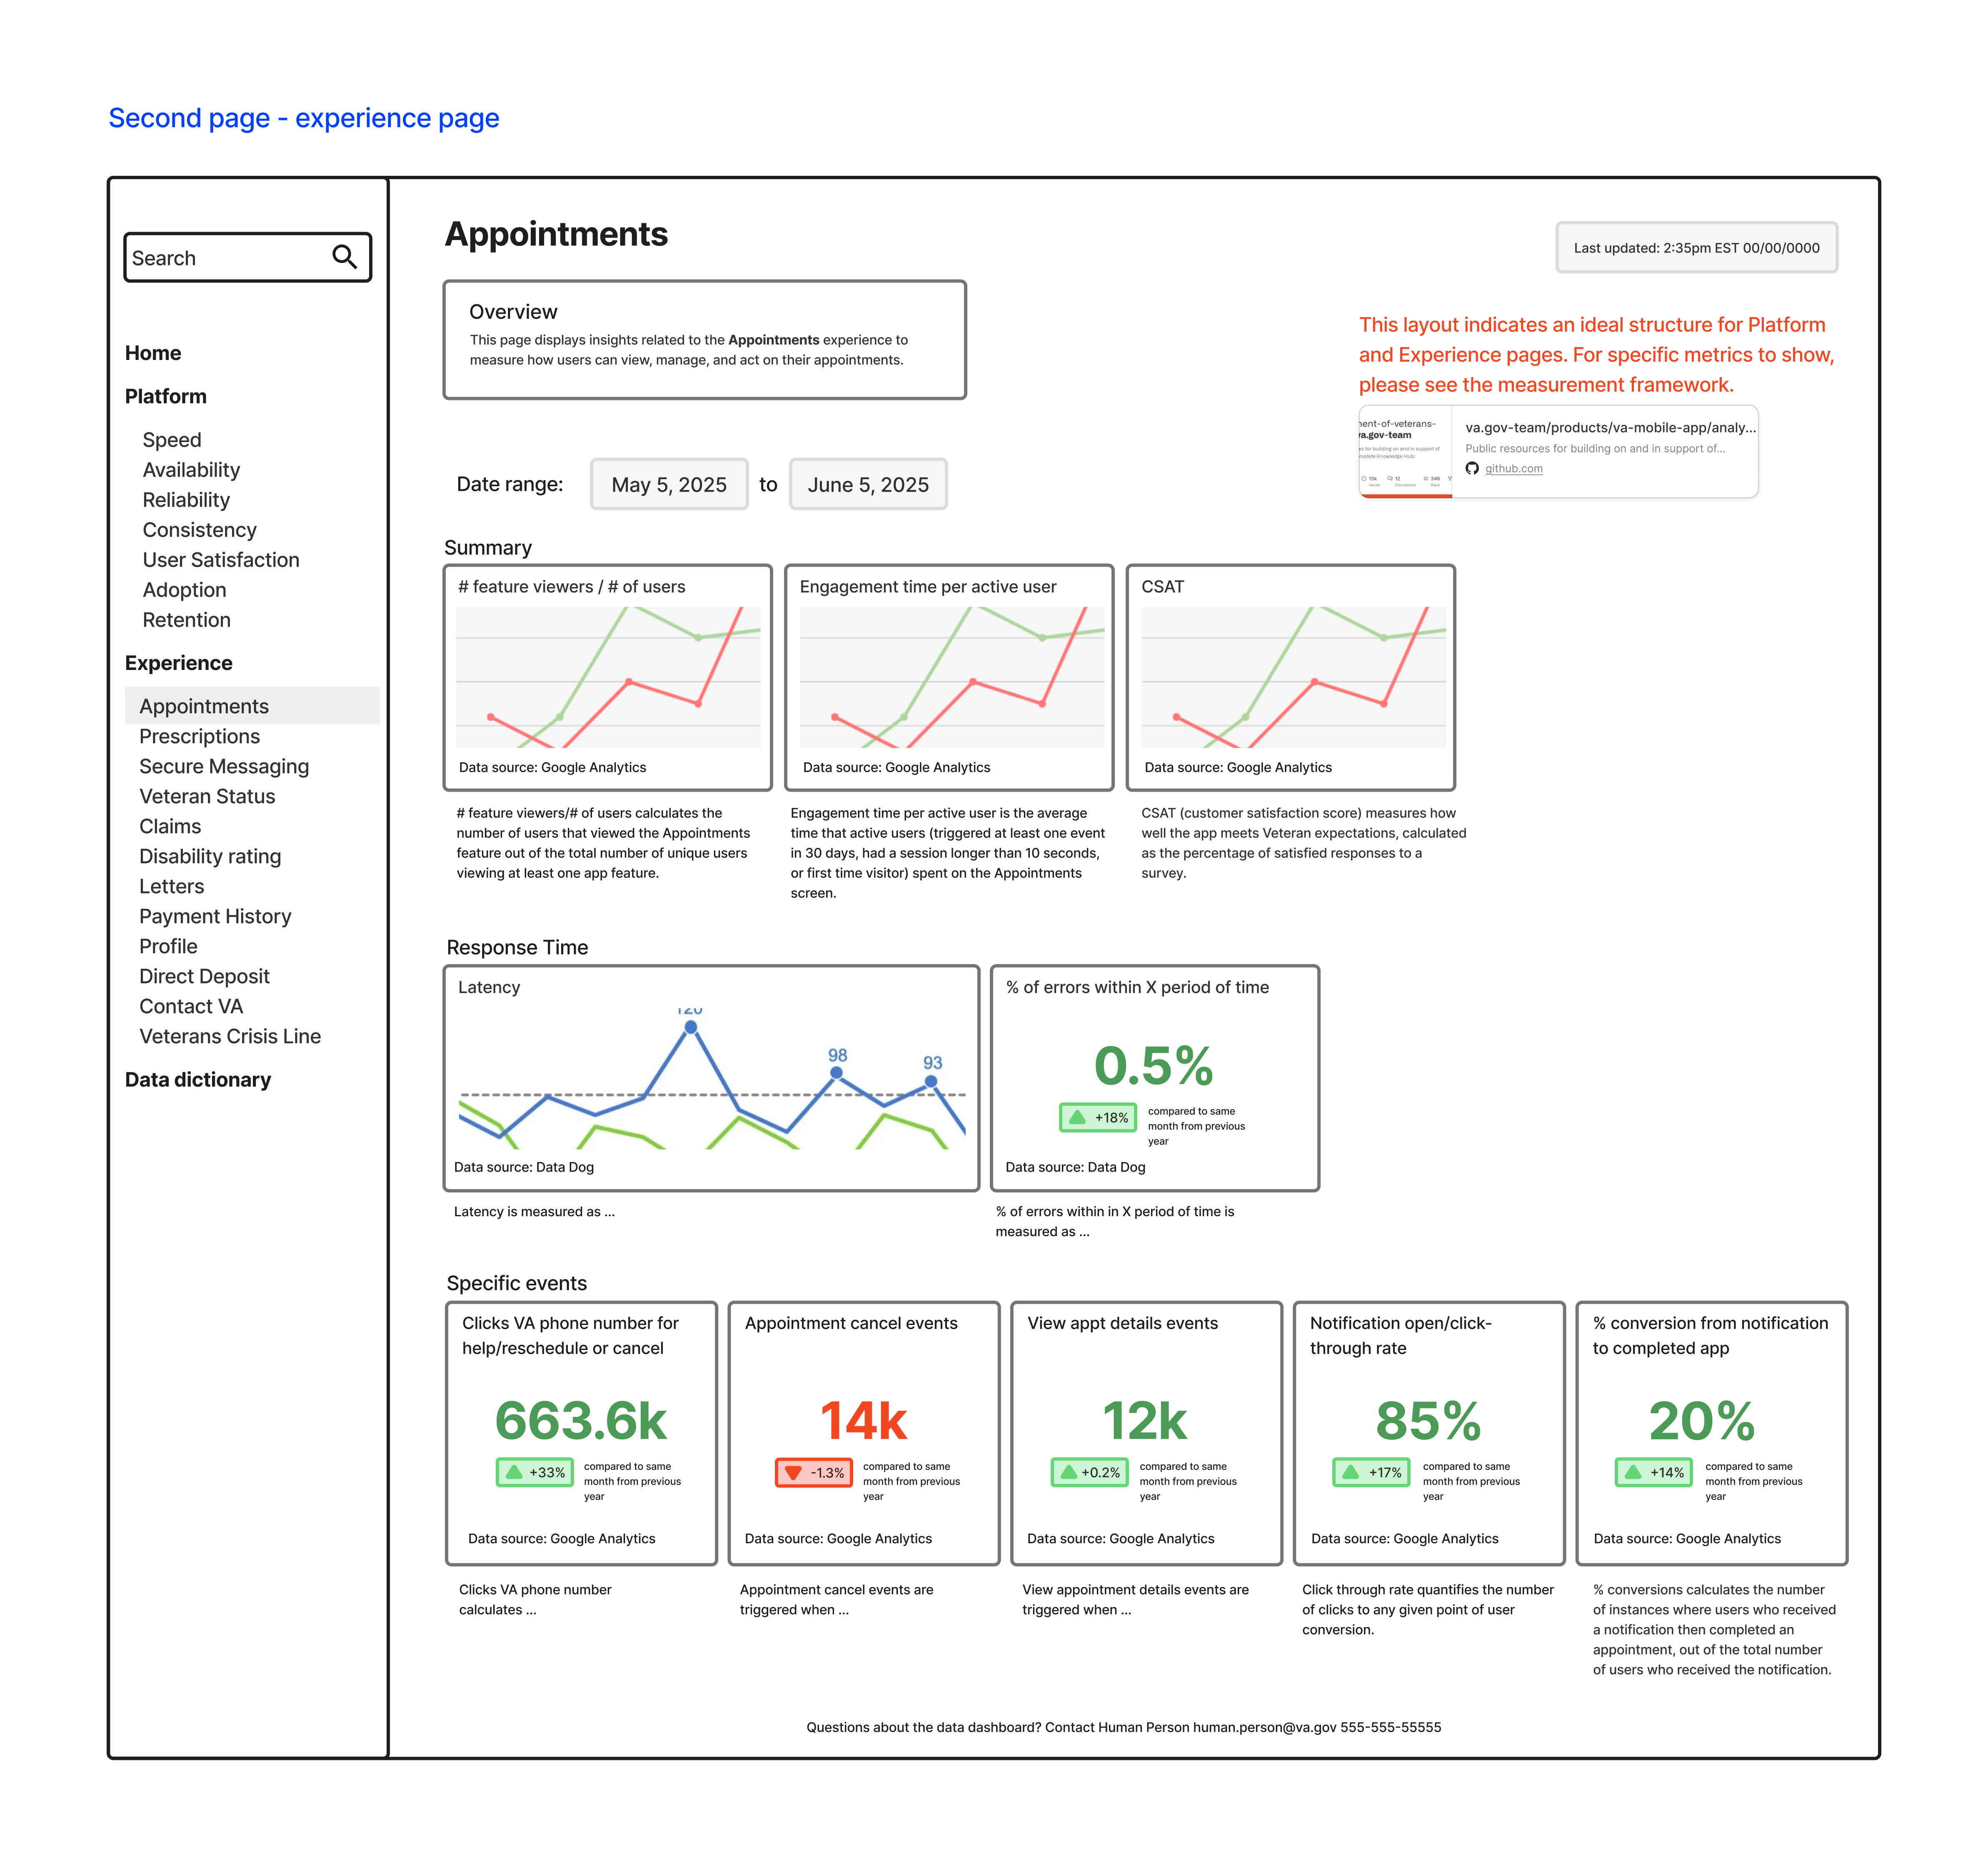 Second page - experience page
Search
Home
Platform
Speed
Availability
Reliability
Consistency
User Satisfaction
Adoption
Retention
Experience
Appointments
Prescriptions
Secure Messaging
Veteran Status
Claims
Disability rating
Letters
Payment History
Profile
Direct Deposit
Contact VA
Veterans Crisis Line
Data dictionary
Appointments
Last updated: 2:35pm EST 00/00/0000
Overview
This page displays insights related to the Appointments experience to
measure how users can view, manage, and act on their appointments.
This layout indicates an ideal structure for Platform
and Experience pages. For specific metrics to show,
please see the measurement framework.
nent-of-veterans-
va.gov-team
es for building on and in support of
mplete Knowledge Hub.
13k
Issues
12
Discussions
346
Stars
va.gov-team/products/va-mobile-app/analy...
Public resources for building on and in support of...
github.com
Date range:
May 5, 2025
to
June 5, 2025
Summary
# feature viewers / # of users
Data source: Google Analytics
# feature viewers/# of users calculates the
number of users that viewed the Appointments
feature out of the total number of unique users
viewing at least one app feature.
Engagement time per active user
Data source: Google Analytics
Engagement time per active user is the average
time that active users (triggered at least one event
in 30 days, had a session longer than 10 seconds,
or first time visitor) spent on the Appointments
screen.
CSAT
Data source: Google Analytics
CSAT (customer satisfaction score) measures how
well the app meets Veteran expectations, calculated
as the percentage of satisfied responses to a
survey.
Response Time
Latency
120
98
93
Data source: Data Dog
Latency is measured as ...
% of errors within X period of time
0.5%
+18%
compared to same
month from previous
year
Data source: Data Dog
% of errors within in X period of time is
measured as ...
Specific events
Clicks VA phone number for
help/reschedule or cancel
663.6k
+33%
compared to same
month from previous
year
Data source: Google Analytics
Clicks VA phone number
calculates ...
Appointment cancel events
14k
-1.3%
compared to same
month from previous
year
Data source: Google Analytics
Appointment cancel events are
triggered when ...
View appt details events
12k
+0.2%
compared to same
month from previous
year
Data source: Google Analytics
View appointment details events are
triggered when ...
Notification open/click-
through rate
85%
+17%
compared to same
month from previous
year
Data source: Google Analytics
Click through rate quantifies the number
of clicks to any given point of user
conversion.
% conversion from notification
to completed app
20%
+14%
compared to same
month from previous
year
Data source: Google Analytics
% conversions calculates the number
of instances where users who received
a notification then completed an
appointment, out of the total number
of users who received the notification.
Questions about the data dashboard? Contact Human Person human.person@va.gov 555-555-55555